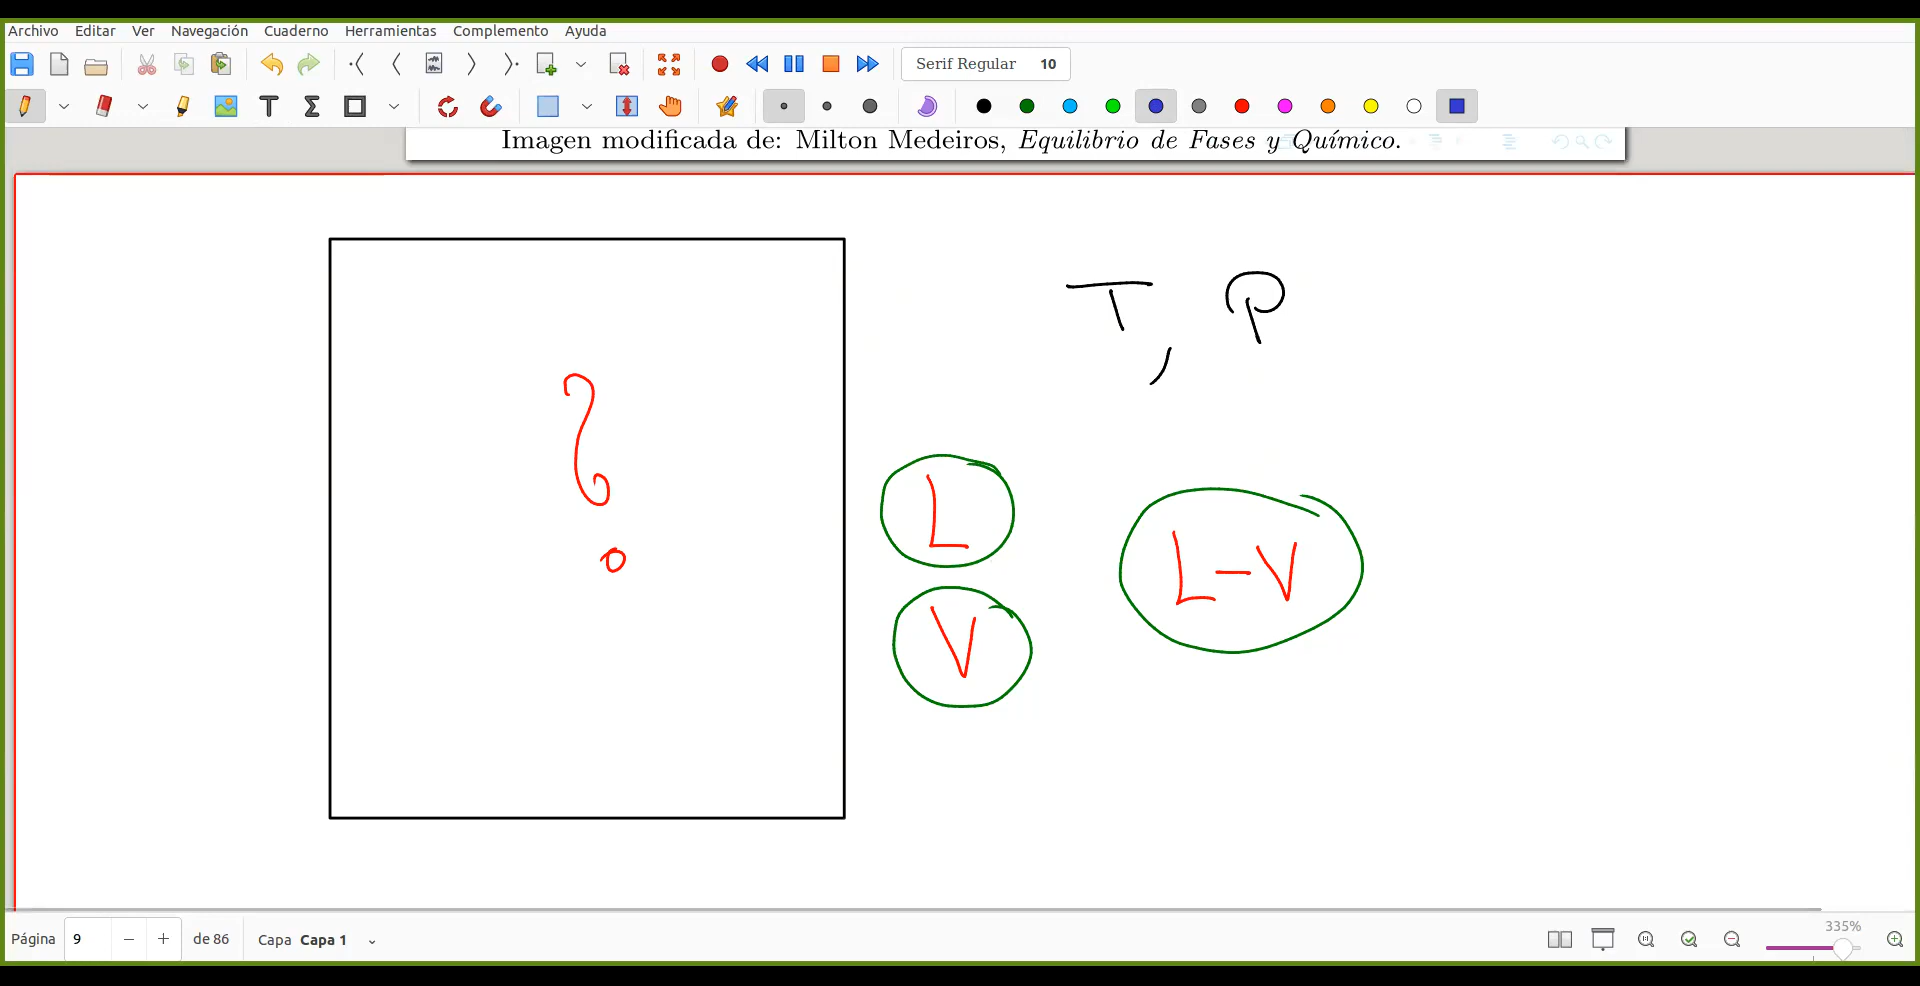 Archivo Editar Ver Navegación Cuaderno Herramientas Complemento Ayuda
Serif Regular 10
Imagen modificada de: Milton Medeiros, Equilibrio de Fases y Químico.
T, P
?
L
L-V
V
Página 9 de 86 Capa Capa 1
335%